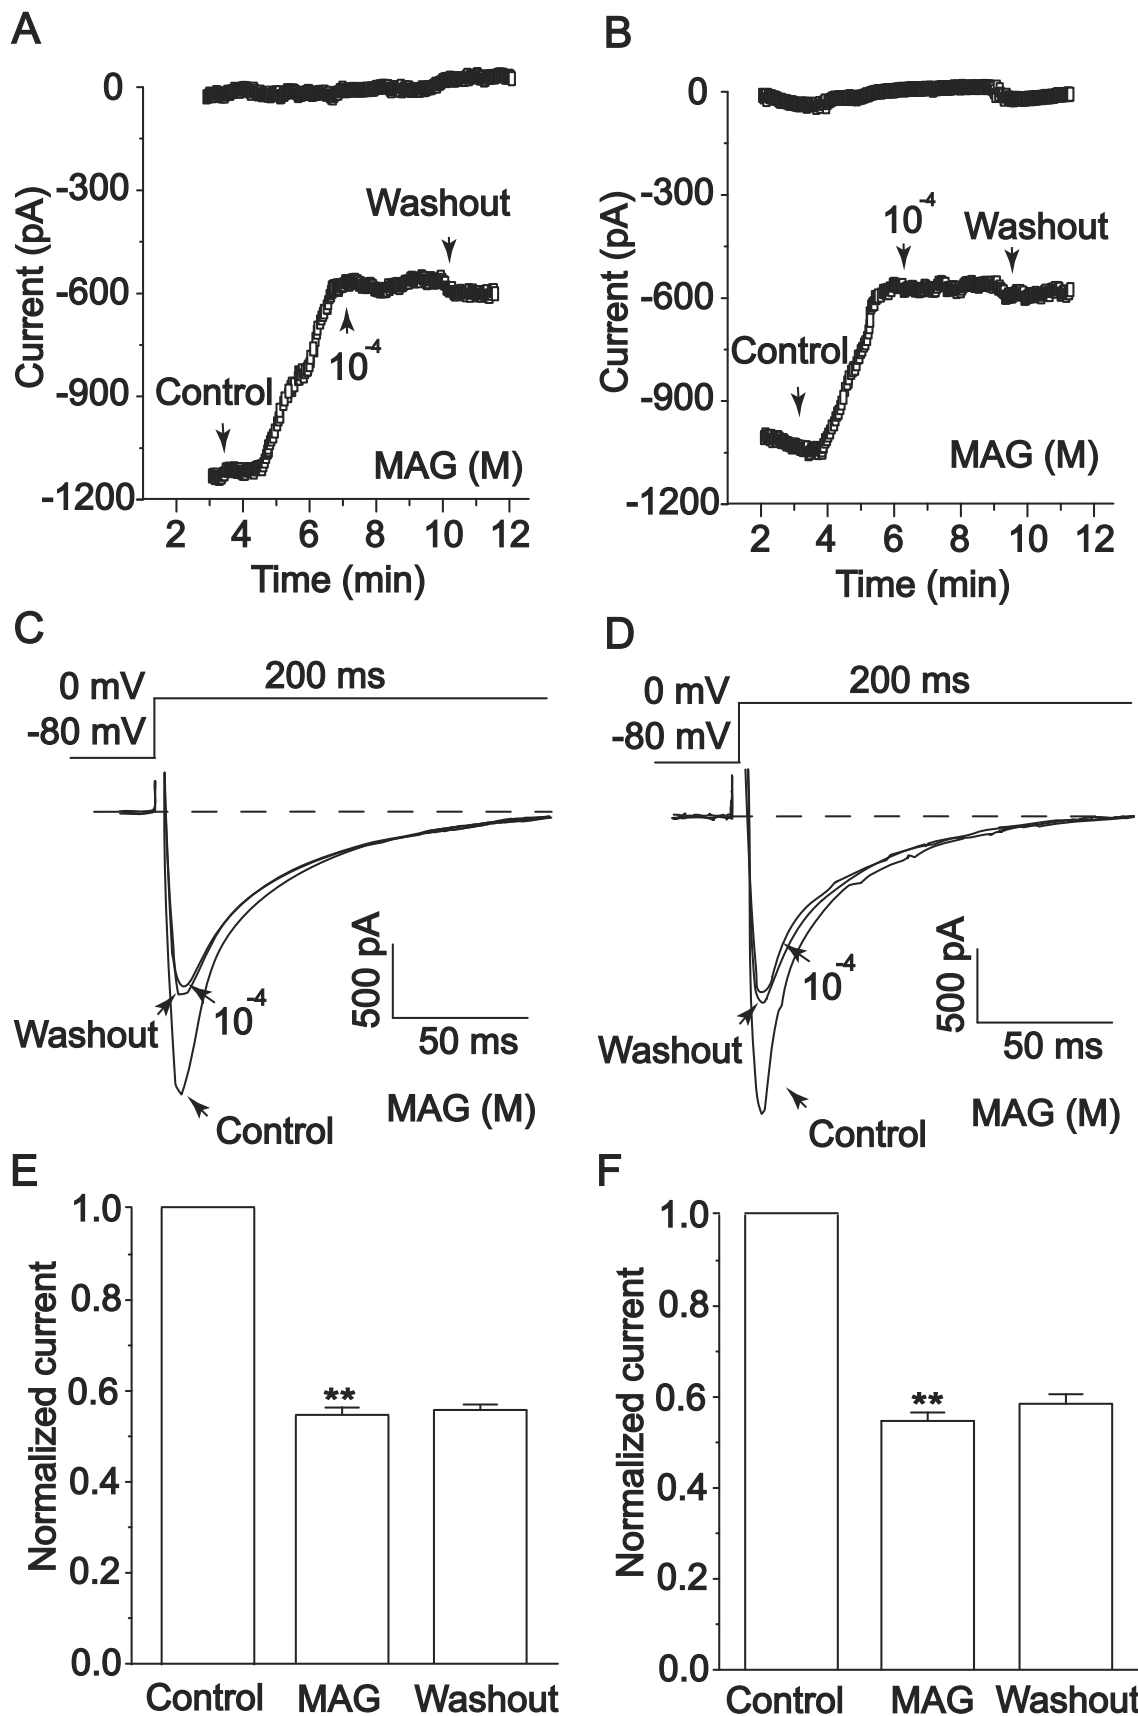 A
0
-300
-600
-900
-1200
Current (pA)
Washout
10-4
Control
MAG (M)
2 4 6 8 10 12
Time (min)
B
0
-300
-600
-900
-1200
Current (pA)
10-4
Washout
Control
MAG (M)
2 4 6 8 10 12
Time (min)
C
0 mV
200 ms
-80 mV
500 pA
50 ms
10-4
Washout
Control
MAG (M)
D
0 mV
200 ms
-80 mV
500 pA
50 ms
10-4
Washout
Control
MAG (M)
E
1.0
0.8
0.6
0.4
0.2
0.0
Normalized current
**
Control MAG Washout
F
1.0
0.8
0.6
0.4
0.2
0.0
Normalized current
**
Control MAG Washout